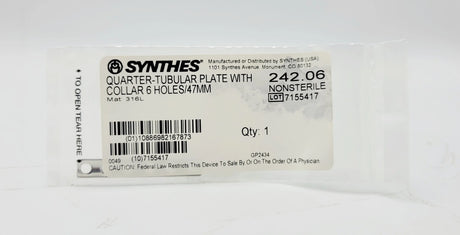 SYNTHES®
Manufactured or Distributed by SYNTHES (USA)
1101 Synthes Avenue, Monument, CO 80132
QUARTER-TUBULAR PLATE WITH
COLLAR 6 HOLES/47MM
Mat 316L
242.06
NONSTERILE
LOT 7155417
(01)10886982167873
Qty: 1
0049
(10)7155417
GP2434
CAUTION: Federal Law Restricts This Device To Sale By Or On The Order Of A Physician
TO OPEN TEAR HERE